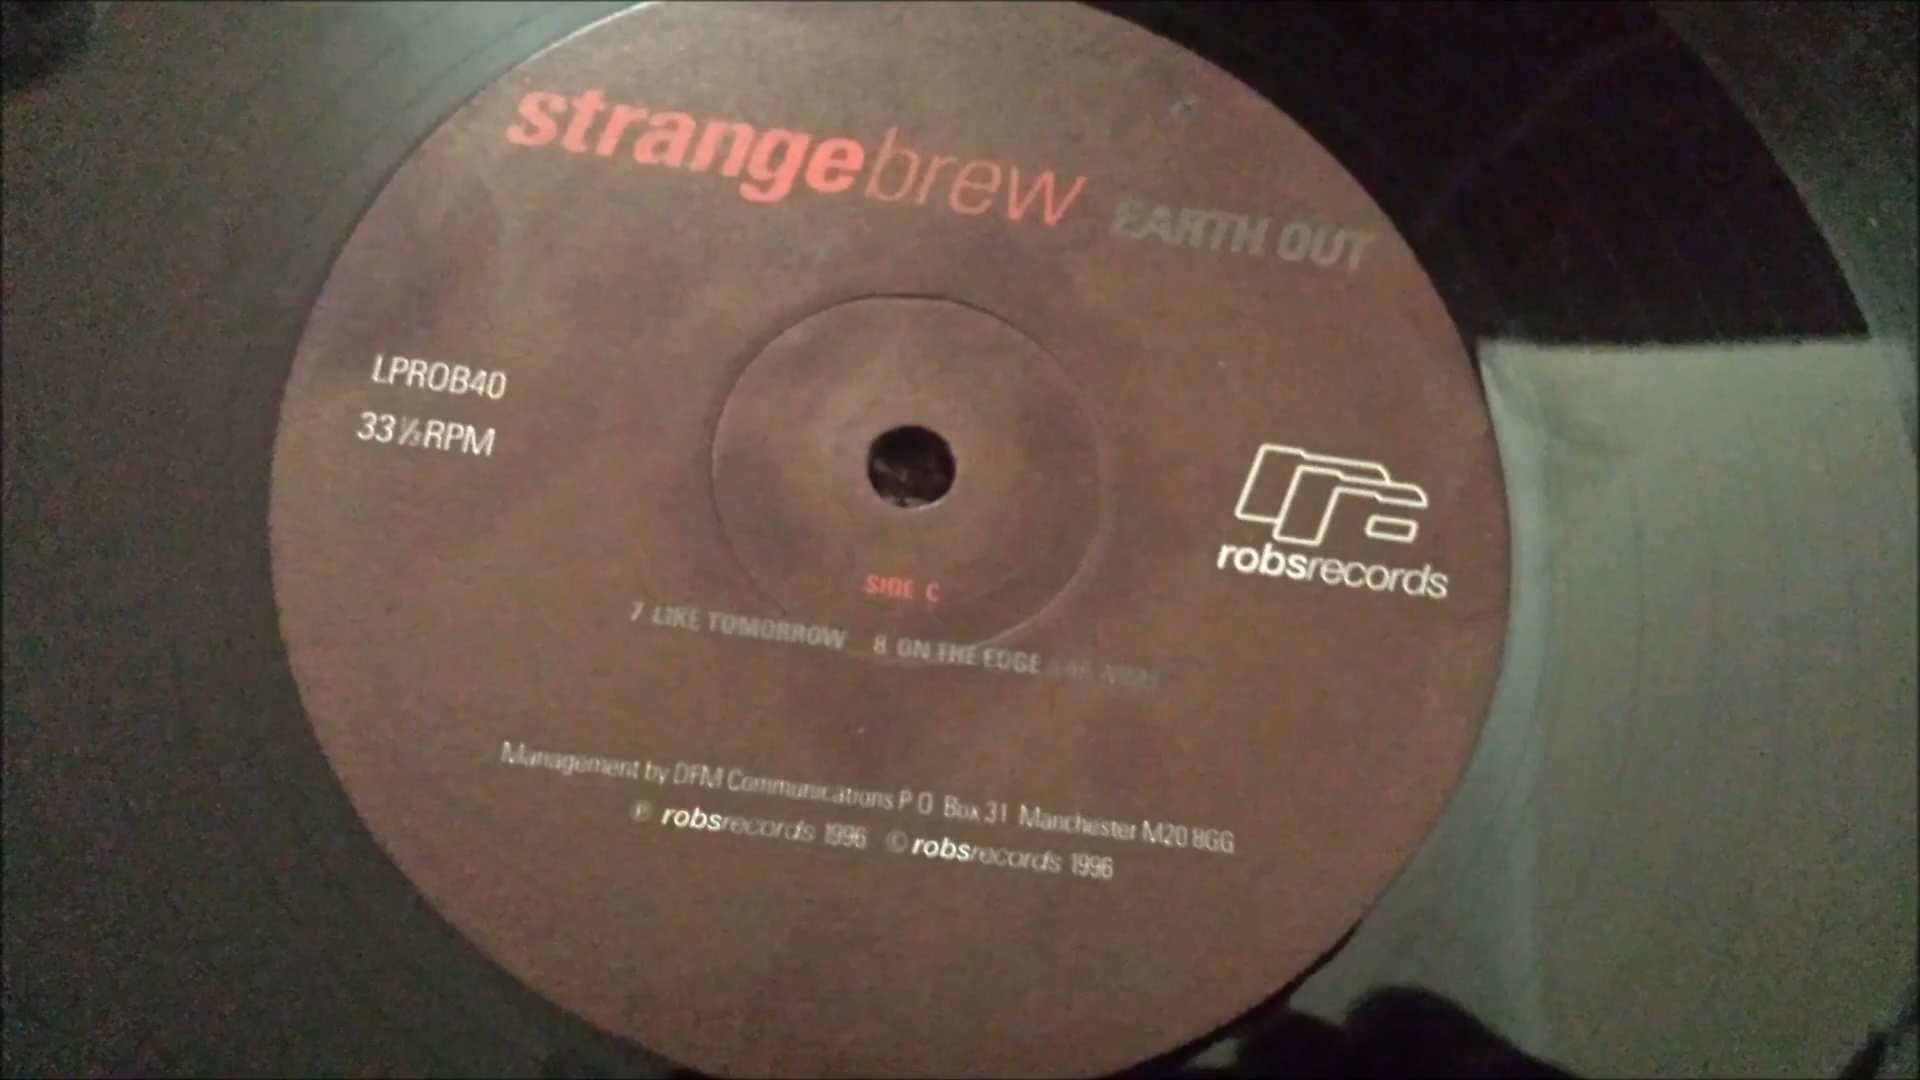 strangebrew EARTH OUT
LPROB40
33⅓RPM
robsrecords
SIDE C
7 LIKE TOMORROW 8 ON THE EDGE
Management by DFM Communications P O Box 31 Manchester M20 8GG
℗ robsrecords 1996 © robsrecords 1996